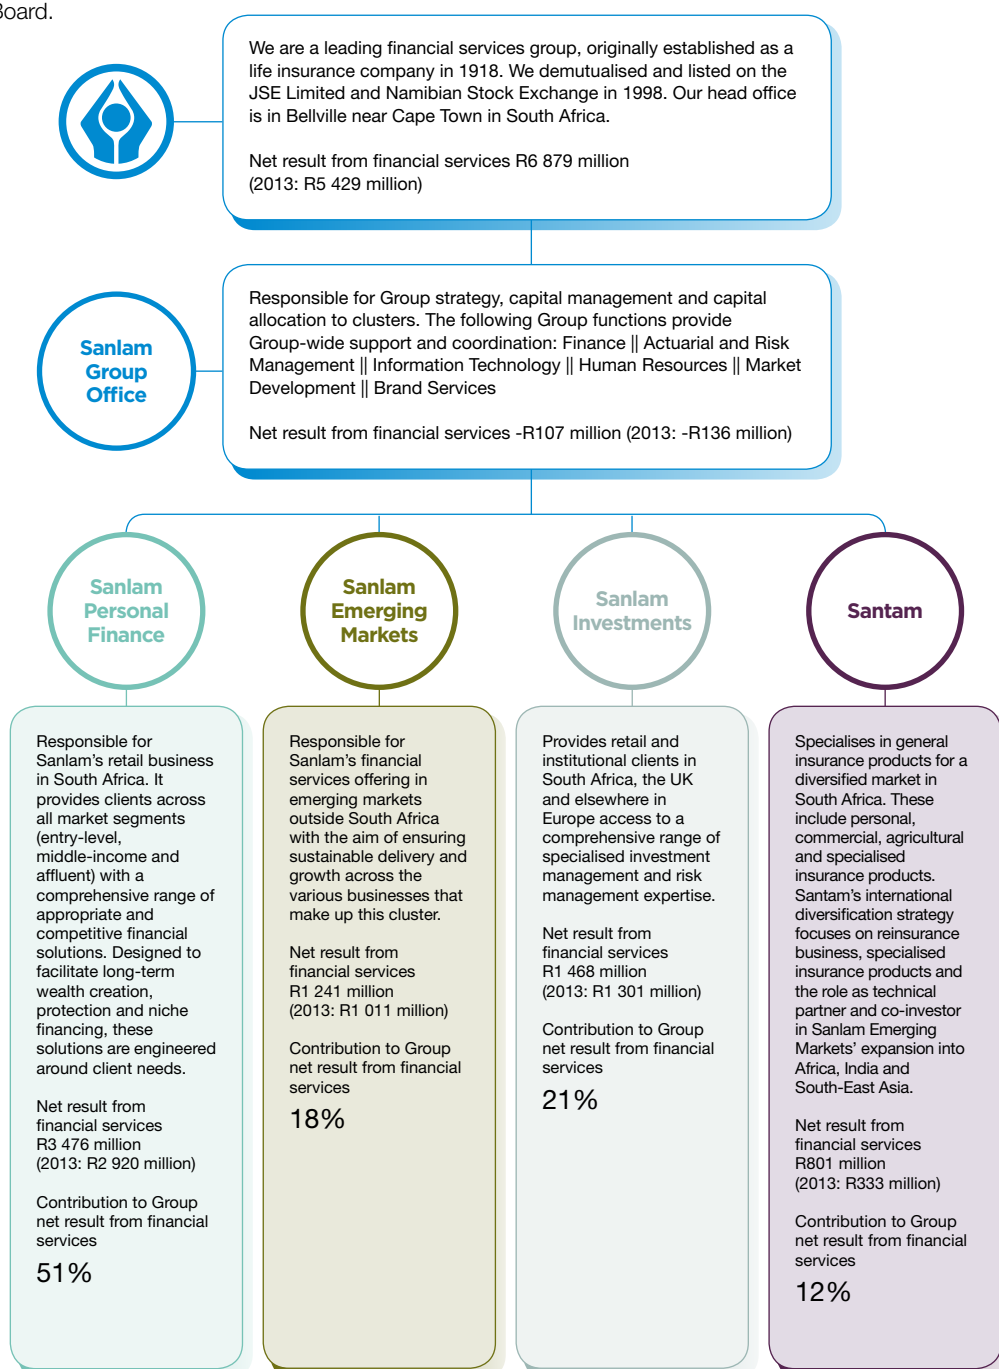 Board.
We are a leading financial services group, originally established as a
life insurance company in 1918. We demutualised and listed on the
JSE Limited and Namibian Stock Exchange in 1998. Our head office
is in Bellville near Cape Town in South Africa.
Net result from financial services R6 879 million
(2013: R5 429 million)
Sanlam
Group
Office
Responsible for Group strategy, capital management and capital
allocation to clusters. The following Group functions provide
Group-wide support and coordination: Finance || Actuarial and Risk
Management || Information Technology || Human Resources || Market
Development || Brand Services
Net result from financial services -R107 million (2013: -R136 million)
Sanlam
Personal
Finance
Responsible for
Sanlam's retail business
in South Africa. It
provides clients across
all market segments
(entry-level,
middle-income and
affluent) with a
comprehensive range of
appropriate and
competitive financial
solutions. Designed to
facilitate long-term
wealth creation,
protection and niche
financing, these
solutions are engineered
around client needs.
Net result from
financial services
R3 476 million
(2013: R2 920 million)
Contribution to Group
net result from financial
services
51%
Sanlam
Emerging
Markets
Responsible for
Sanlam's financial
services offering in
emerging markets
outside South Africa
with the aim of ensuring
sustainable delivery and
growth across the
various businesses that
make up this cluster.
Net result from
financial services
R1 241 million
(2013: R1 011 million)
Contribution to Group
net result from financial
services
18%
Sanlam
Investments
Provides retail and
institutional clients in
South Africa, the UK
and elsewhere in
Europe access to a
comprehensive range of
specialised investment
management and risk
management expertise.
Net result from
financial services
R1 468 million
(2013: R1 301 million)
Contribution to Group
net result from financial
services
21%
Santam
Specialises in general
insurance products for a
diversified market in
South Africa. These
include personal,
commercial, agricultural
and specialised
insurance products.
Santam's international
diversification strategy
focuses on reinsurance
business, specialised
insurance products and
the role as technical
partner and co-investor
in Sanlam Emerging
Markets' expansion into
Africa, India and
South-East Asia.
Net result from
financial services
R801 million
(2013: R333 million)
Contribution to Group
net result from financial
services
12%